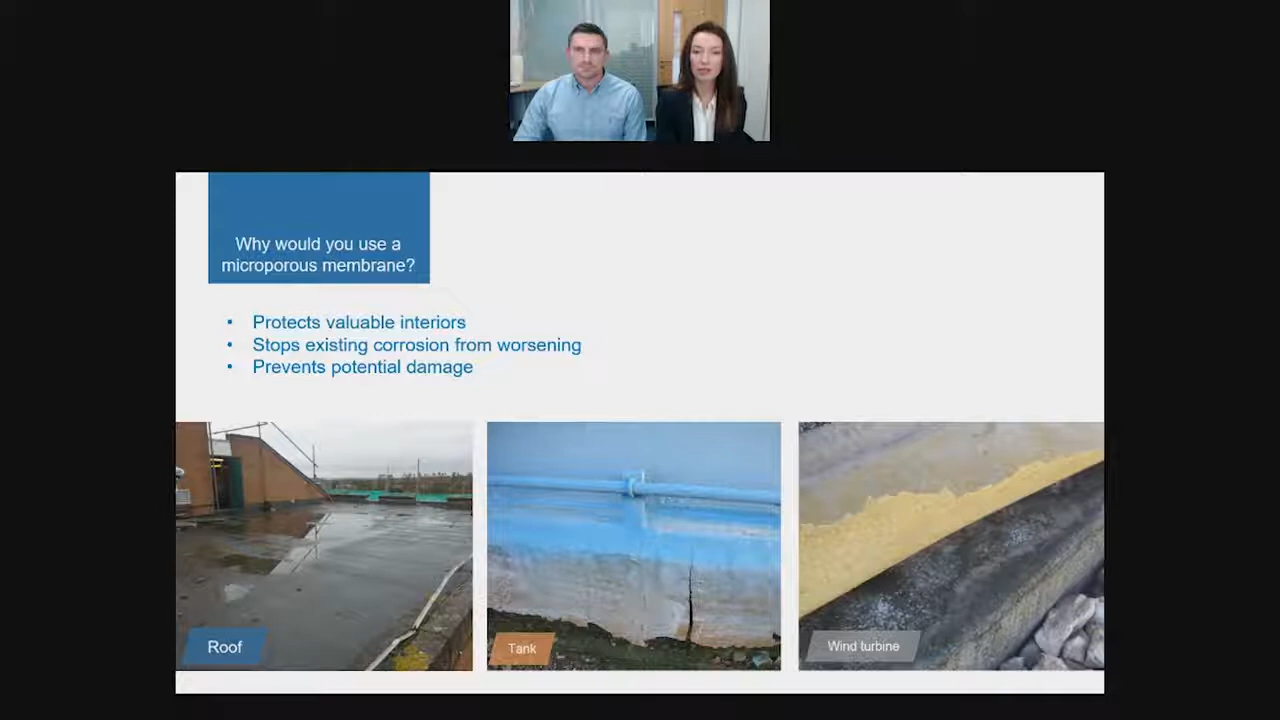 Why would you use a
microporous membrane?
• Protects valuable interiors
• Stops existing corrosion from worsening
• Prevents potential damage
Roof
Tank
Wind turbine